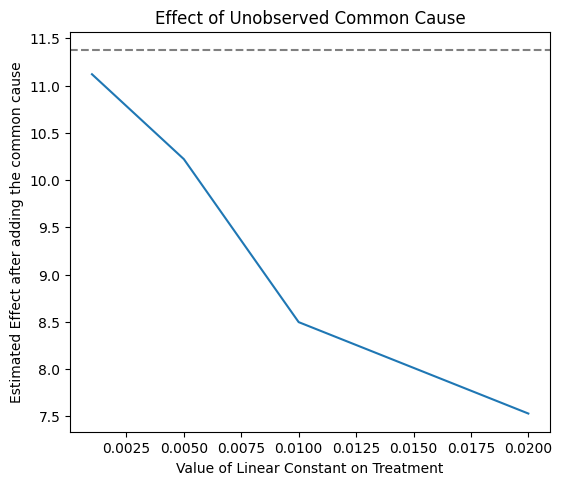 Effect of Unobserved Common Cause
Estimated Effect after adding the common cause
11.5
11.0
10.5
10.0
9.5
9.0
8.5
8.0
7.5
0.0025 0.0050 0.0075 0.0100 0.0125 0.0150 0.0175 0.0200
Value of Linear Constant on Treatment